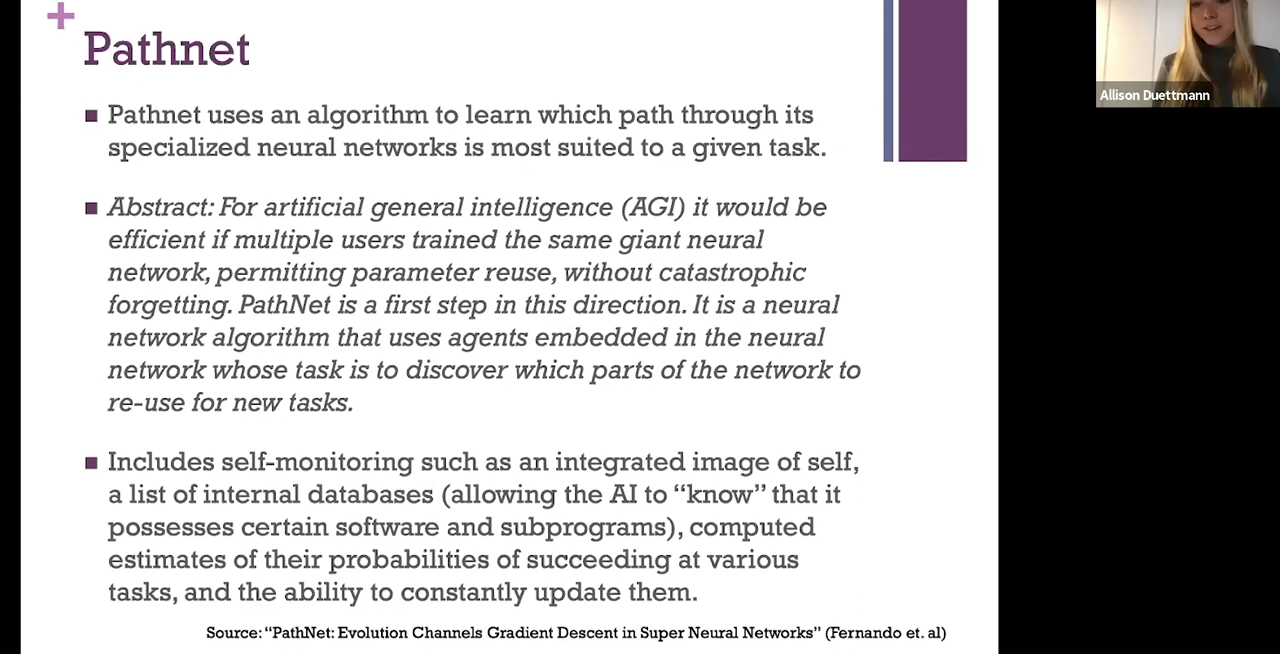 Pathnet
Pathnet uses an algorithm to learn which path through its
specialized neural networks is most suited to a given task.
Abstract: For artificial general intelligence (AGI) it would be
efficient if multiple users trained the same giant neural
network, permitting parameter reuse, without catastrophic
forgetting. PathNet is a first step in this direction. It is a neural
network algorithm that uses agents embedded in the neural
network whose task is to discover which parts of the network to
re-use for new tasks.
Includes self-monitoring such as an integrated image of self,
a list of internal databases (allowing the AI to “know” that it
possesses certain software and subprograms), computed
estimates of their probabilities of succeeding at various
tasks, and the ability to constantly update them.
Source: “PathNet: Evolution Channels Gradient Descent in Super Neural Networks” (Fernando et. al)
Allison Duettmann